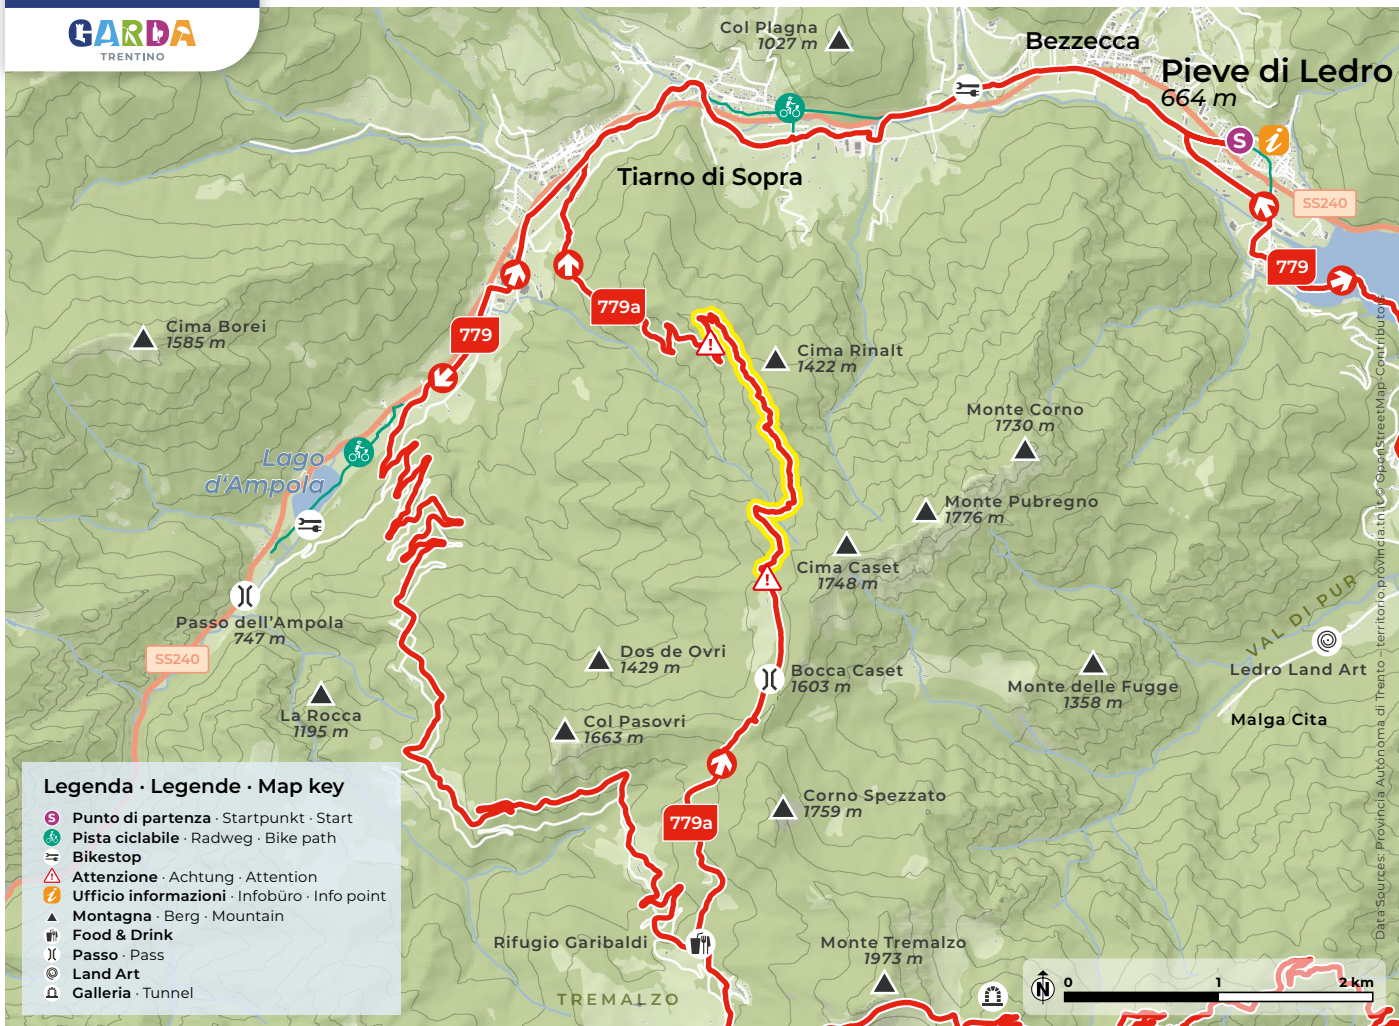 GARDA
TRENTINO
Col Plagna
1027 m
Bezzecca
Pieve di Ledro
664 m
S
i
SS240
Tiarno di Sopra
779
779a
779
Cima Borei
1585 m
Cima Rinalt
1422 m
Monte Corno
1730 m
Lago
d'Ampola
Monte Pubregno
1776 m
Cima Caset
1748 m
Passo dell'Ampola
747 m
SS240
VAL DI PUR
Ledro Land Art
Dos de Ovri
1429 m
Bocca Caset
1603 m
Monte delle Fugge
1358 m
La Rocca
1195 m
Col Pasovri
1663 m
Malga Cita
Corno Spezzato
1759 m
779a
Legenda · Legende · Map key
S Punto di partenza · Startpunkt · Start
Pista ciclabile · Radweg · Bike path
Bikestop
Attenzione · Achtung · Attention
i Ufficio informazioni · Infobüro · Info point
Montagna · Berg · Mountain
Food & Drink
Passo · Pass
Land Art
Galleria · Tunnel
Rifugio Garibaldi
Monte Tremalzo
1973 m
TREMALZO
N
0 1 2 km
Data Sources: Provincia Autonoma di Trento – territorio.provincia.tn.it, © OpenStreetMap-Contributors